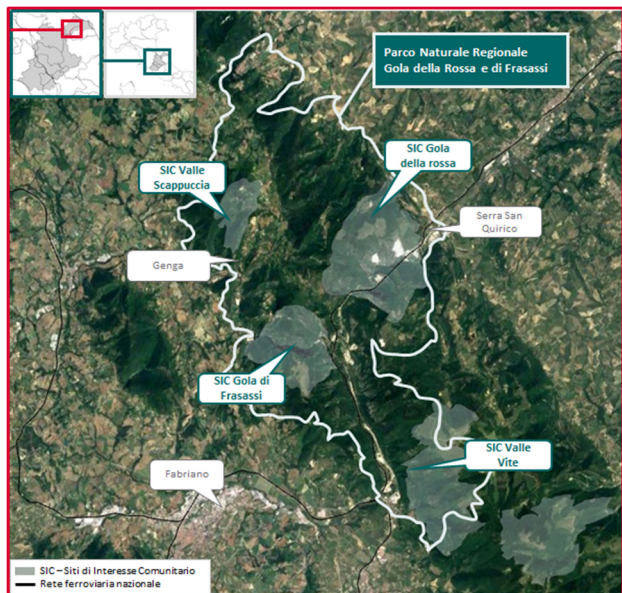 Parco Naturale Regionale
Gola della Rossa e di Frasassi
SIC Gola
della rossa
SIC Valle
Scappuccia
Serra San
Quirico
Genga
SIC Gola di
Frasassi
SIC Valle
Vite
Fabriano
SIC – Siti di Interesse Comunitario
Rete ferroviaria nazionale